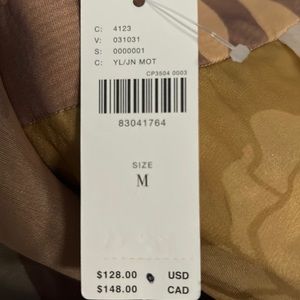 C: 4123
V: 031031
S: 0000001
C: YL/JN MOT
CP3504 0003
83041764
SIZE
M
$128.00 USD
$148.00 CAD